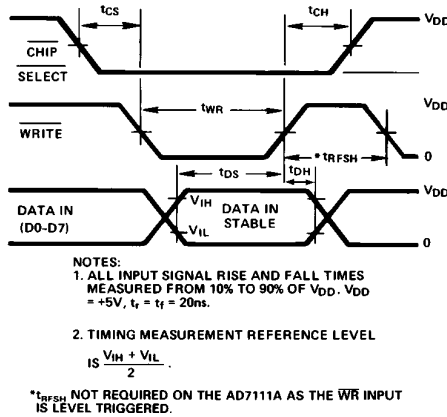 tCS
tCH
VDD
CHIP
SELECT
tWR
VDD
WRITE
* tRFSH
0
tDS
tDH
VIH
VDD
DATA IN
(D0-D7)
DATA IN
STABLE
VIL
0
NOTES:
1. ALL INPUT SIGNAL RISE AND FALL TIMES
MEASURED FROM 10% TO 90% OF VDD. VDD
= +5V, tr = tf = 20ns.
2. TIMING MEASUREMENT REFERENCE LEVEL
IS VIH + VIL / 2 .
*tRFSH NOT REQUIRED ON THE AD7111A AS THE WR INPUT
IS LEVEL TRIGGERED.